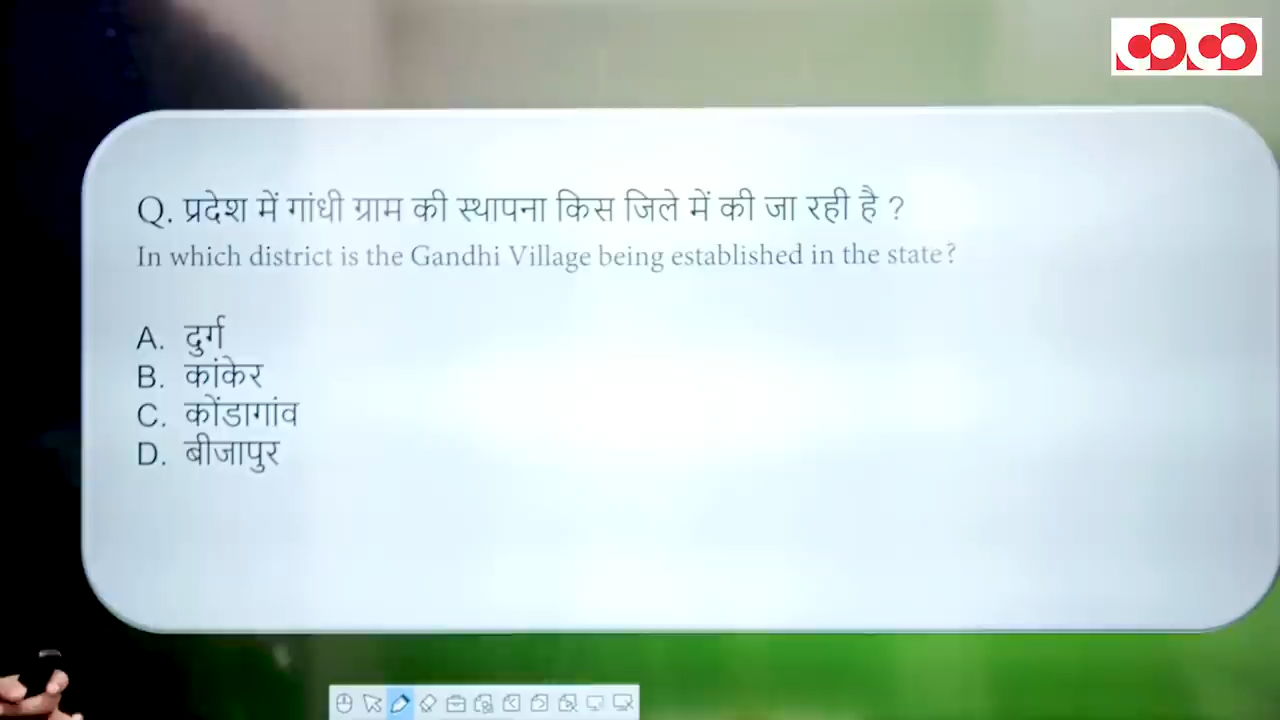 Q. प्रदेश में गांधी ग्राम की स्थापना किस जिले में की जा रही है ?
In which district is the Gandhi Village being established in the state?
A. दुर्ग
B. कांकेर
C. कोंडागांव
D. बीजापुर